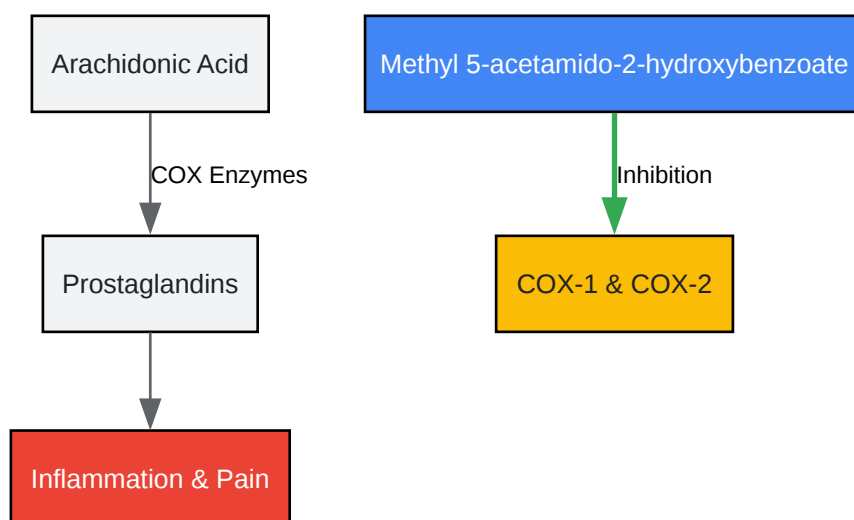 Arachidonic Acid
Methyl 5-acetamido-2-hydroxybenzoate
COX Enzymes
Inhibition
Prostaglandins
COX-1 & COX-2
Inflammation & Pain